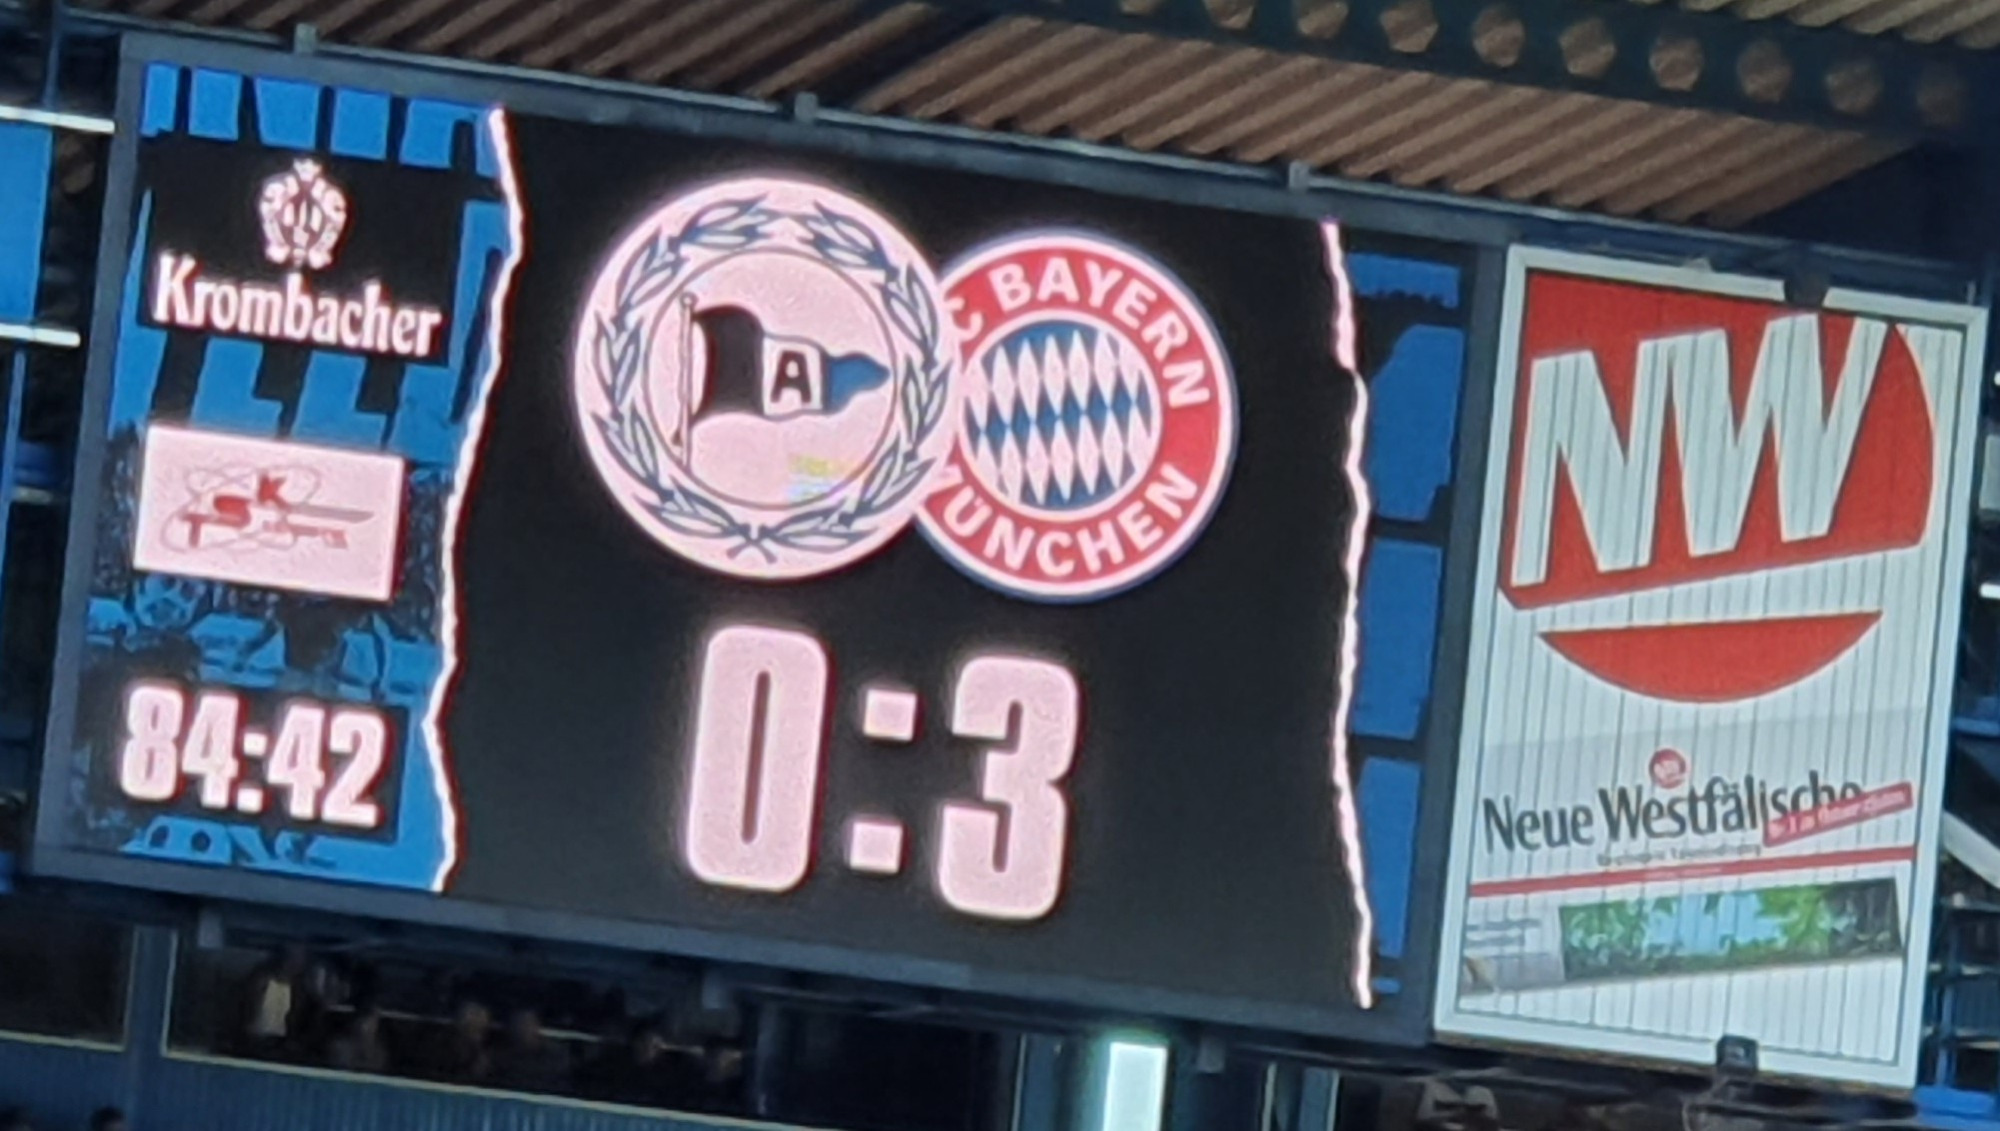 Krombacher
84:42
A
FC BAYERN
MÜNCHEN
0:3
NW
Neue Westfälische